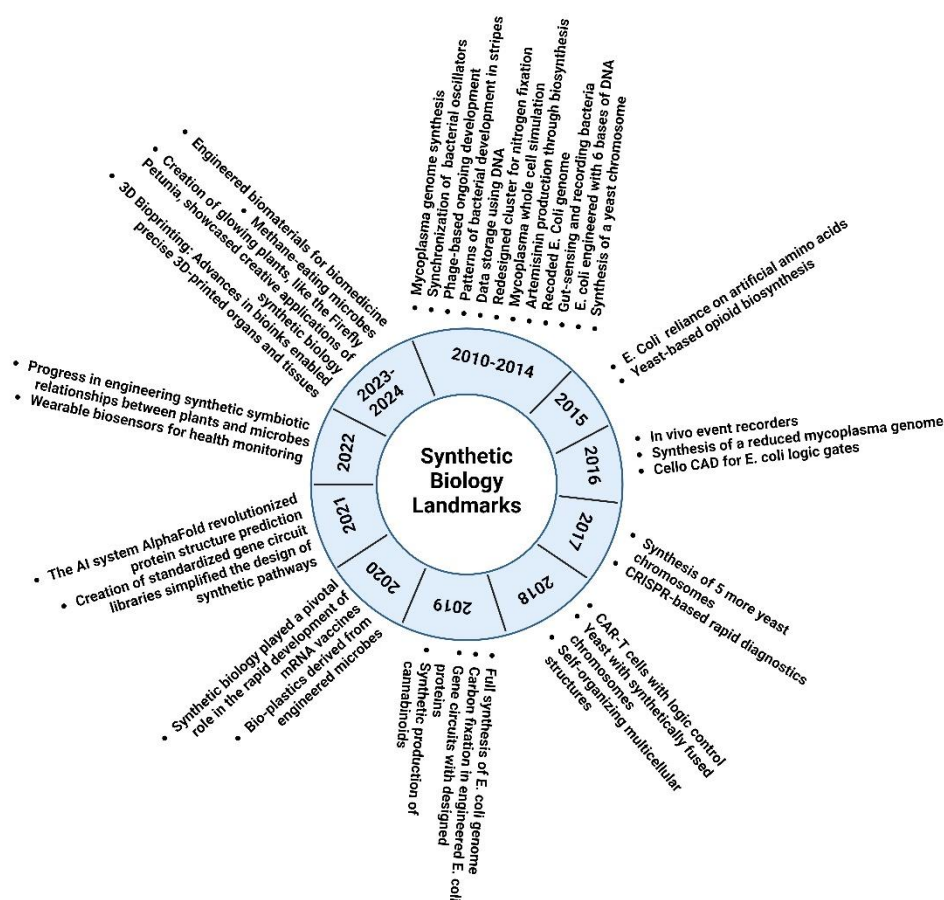 Synthetic
Biology
Landmarks
2010-2014
• Mycoplasma genome synthesis
• Synchronization of bacterial oscillators
• Phage-based ongoing development
• Patterns of bacterial development in stripes
• Data storage using DNA
• Redesigned cluster for nitrogen fixation
• Mycoplasma whole cell simulation
• Artemisinin production through biosynthesis
• Recoded E. Coli genome
• Gut-sensing and recording bacteria
• E. coli engineered with 6 bases of DNA
• Synthesis of a yeast chromosome
2015
• E. Coli reliance on artificial amino acids
• Yeast-based opioid biosynthesis
2016
• In vivo event recorders
• Synthesis of a reduced mycoplasma genome
• Cello CAD for E. coli logic gates
2017
• Synthesis of 5 more yeast
chromosomes
• CRISPR-based rapid diagnostics
2018
• CAR-T cells with logic control
• Yeast with synthetically fused
chromosomes
• Self-organizing multicellular
structures
2019
• Full synthesis of E. coli genome
• Carbon fixation in engineered E. coli
• Gene circuits with designed
proteins
• Synthetic production of
cannabinoids
2020
• Synthetic biology played a pivotal
role in the rapid development of
mRNA vaccines
• Bio-plastics derived from
engineered microbes
2021
• The AI system AlphaFold revolutionized
protein structure prediction
• Creation of standardized gene circuit
libraries simplified the design of
synthetic pathways
2022
• Progress in engineering synthetic symbiotic
relationships between plants and microbes
• Wearable biosensors for health monitoring
2023-
2024
• Engineered biomaterials for biomedicine
• Methane-eating microbes
• Creation of glowing plants, like the Firefly
Petunia, showcased creative applications of
synthetic biology
• 3D Bioprinting: Advances in bioinks enabled
precise 3D-printed organs and tissues